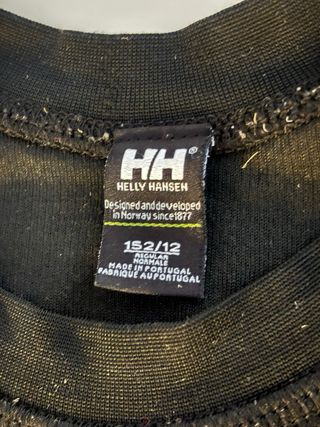 HH®
HELLY HANSEN
Designed and developed
in Norway since 1877
152/12
REGULAR
NORMALE
MADE IN PORTUGAL
FABRIQUE AU PORTUGAL